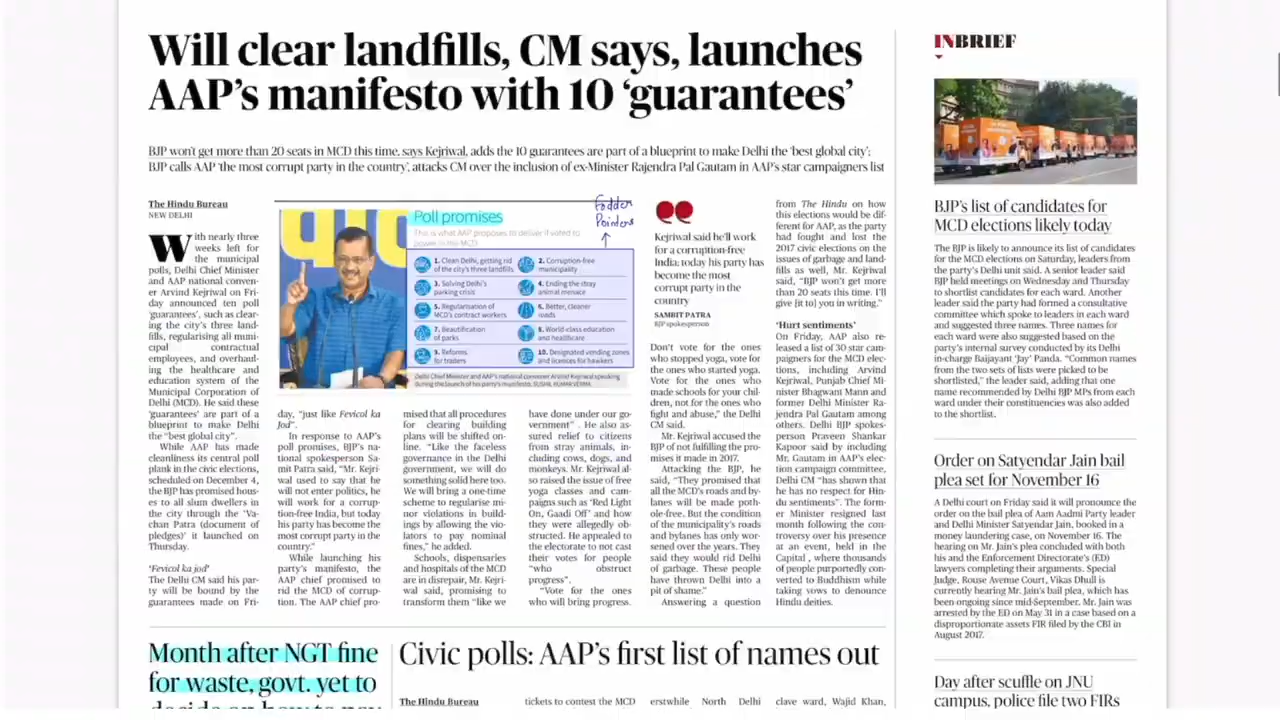 Will clear landfills, CM says, launches
AAP's manifesto with 10 'guarantees'
BJP won't get more than 20 seats in MCD this time, says Kejriwal, adds the 10 guarantees are part of a blueprint to make Delhi the 'best global city';
BJP calls AAP 'the most corrupt party in the country', attacks CM over the inclusion of ex-Minister Rajendra Pal Gautam in AAP's star campaigners list
The Hindu Bureau
NEW DELHI
With nearly three
weeks left for
the municipal
polls, Delhi Chief Minister
and AAP national conven-
er Arvind Kejriwal on Fri-
day announced ten poll
'guarantees', such as clear-
ing the city's three land-
fills, regularising all muni-
cipal contractual
employees, and overhaul-
ing the healthcare and
education system of the
Municipal Corporation of
Delhi (MCD). He said these
'guarantees' are part of a
blueprint to make Delhi
the "best global city".
While AAP has made
cleanliness its central poll
plank in the civic elections,
scheduled on December 4,
the BJP has promised hous-
es to all slum dwellers in
the city through the 'Va-
chan Patra (document of
pledges)' it launched on
Thursday.
'Fevicol ka jod'
The Delhi CM said his par-
ty will be bound by the
guarantees made on Fri-
Fodder
Pointers
Poll promises
This is what AAP proposes to deliver if voted to
power in the MCD
1. Clean Delhi, getting rid
of the city's three landfills
2. Corruption-free
municipality
3. Solving Delhi's
parking crisis
4. Ending the stray
animal menace
5. Regularisation of
MCD's contract workers
6. Better, cleaner
roads
7. Beautification
of parks
8. World-class education
and healthcare
9. Reforms
for traders
10. Designated vending zones
and licences for hawkers
Delhi Chief Minister and AAP's national convener Arvind Kejriwal speaking
during the launch of his party's manifesto. SUSHIL KUMAR VERMA
day, "just like Fevicol ka
Jod".
In response to AAP's
poll promises, BJP's na-
tional spokesperson Sa-
mit Patra said, "Mr. Kejri-
wal used to say that he
will not enter politics, he
will work for a corrup-
tion-free India, but today
his party has become the
most corrupt party in the
country."
While launching his
party's manifesto, the
AAP chief promised to
rid the MCD of corrup-
tion. The AAP chief pro-
mised that all procedures
for clearing building
plans will be shifted on-
line. "Like the faceless
governance in the Delhi
government, we will do
something solid here too.
We will bring a one-time
scheme to regularise mi-
nor violations in build-
ings by allowing the vio-
lators to pay nominal
fines," he added.
Schools, dispensaries
and hospitals of the MCD
are in disrepair, Mr. Kejri-
wal said, promising to
transform them "like we
have done under our go-
vernment". He also as-
sured relief to citizens
from stray animals, in-
cluding cows, dogs, and
monkeys. Mr. Kejriwal al-
so raised the issue of free
yoga classes and cam-
paigns such as 'Red Light
On, Gaadi Off' and how
they were allegedly ob-
structed. He appealed to
the electorate to not cast
their votes for people
"who obstruct
progress".
"Vote for the ones
who will bring progress.
Kejriwal said he'll work
for a corruption-free
India; today his party has
become the most
corrupt party in the
country
SAMBIT PATRA
BJP spokesperson
Don't vote for the ones
who stopped yoga, vote for
the ones who started yoga.
Vote for the ones who
made schools for your chil-
dren, not for the ones who
fight and abuse," the Delhi
CM said.
Mr. Kejriwal accused the
BJP of not fulfilling the pro-
mises it made in 2017.
Attacking the BJP, he
said, "They promised that
all the MCD's roads and by-
lanes will be made poth-
ole-free. But the condition
of the municipality's roads
and bylanes has only wor-
sened over the years. They
said they would rid Delhi
of garbage. These people
have thrown Delhi into a
pit of shame."
Answering a question
from The Hindu on how
this elections would be dif-
ferent for AAP, as the party
had fought and lost the
2017 civic elections on the
issues of garbage and land-
fills as well, Mr. Kejriwal
said, "BJP won't get more
than 20 seats this time. I'll
give [it to] you in writing."
'Hurt sentiments'
On Friday, AAP also re-
leased a list of 30 star cam-
paigners for the MCD elec-
tions, including Arvind
Kejriwal, Punjab Chief Mi-
nister Bhagwant Mann and
former Delhi Minister Ra-
jendra Pal Gautam among
others. Delhi BJP spokes-
person Praveen Shankar
Kapoor said by including
Mr. Gautam in AAP's elec-
tion campaign committee,
Delhi CM "has shown that
he has no respect for Hin-
du sentiments". The form-
er Minister resigned last
month following the con-
troversy over his presence
at an event, held in the
Capital , where thousands
of people purportedly con-
verted to Buddhism while
taking vows to denounce
Hindu deities.
INBRIEF
BJP's list of candidates for
MCD elections likely today
The BJP is likely to announce its list of candidates
for the MCD elections on Saturday, leaders from
the party's Delhi unit said. A senior leader said
BJP held meetings on Wednesday and Thursday
to shortlist candidates for each ward. Another
leader said the party had formed a consultative
committee which spoke to leaders in each ward
and suggested three names. Three names for
each ward were also suggested based on the
party's internal survey conducted by its Delhi
in-charge Baijayant 'Jay' Panda. "Common names
from the two sets of lists were picked to be
shortlisted," the leader said, adding that one
name recommended by Delhi BJP MPs from each
ward under their constituencies was also added
to the shortlist.
Order on Satyendar Jain bail
plea set for November 16
A Delhi court on Friday said it will pronounce the
order on the bail plea of Aam Aadmi Party leader
and Delhi Minister Satyendar Jain, booked in a
money laundering case, on November 16. The
hearing on Mr. Jain's plea concluded with both
his and the Enforcement Directorate's (ED)
lawyers completing their arguments. Special
Judge, Rouse Avenue Court, Vikas Dhull is
currently hearing Mr. Jain's bail plea, which has
been ongoing since mid-September. Mr. Jain was
arrested by the ED on May 31 in a case based on a
disproportionate assets FIR filed by the CBI in
August 2017.
Day after scuffle on JNU
campus, police file two FIRs
Month after NGT fine
for waste, govt. yet to
Civic polls: AAP's first list of names out
The Hindu Bureau
tickets to contest the MCD
erstwhile North Delhi
clave ward, Wajid Khan,